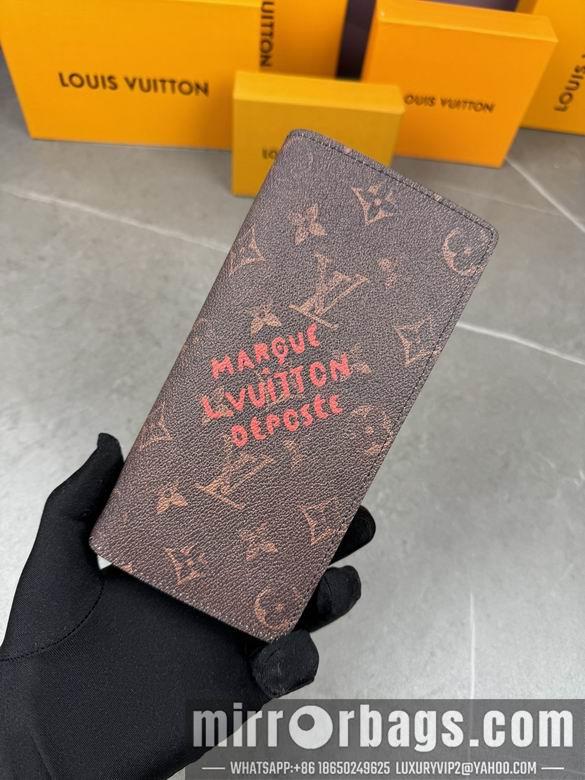 LOUIS VUITTON
LOUIS VUITTON
MARQUE
L.VUITTON
DÉPOSÉE
mirrorbags.com
WHATSAPP:+86 18650249625 LUXURYVIP2@YAHOO.COM